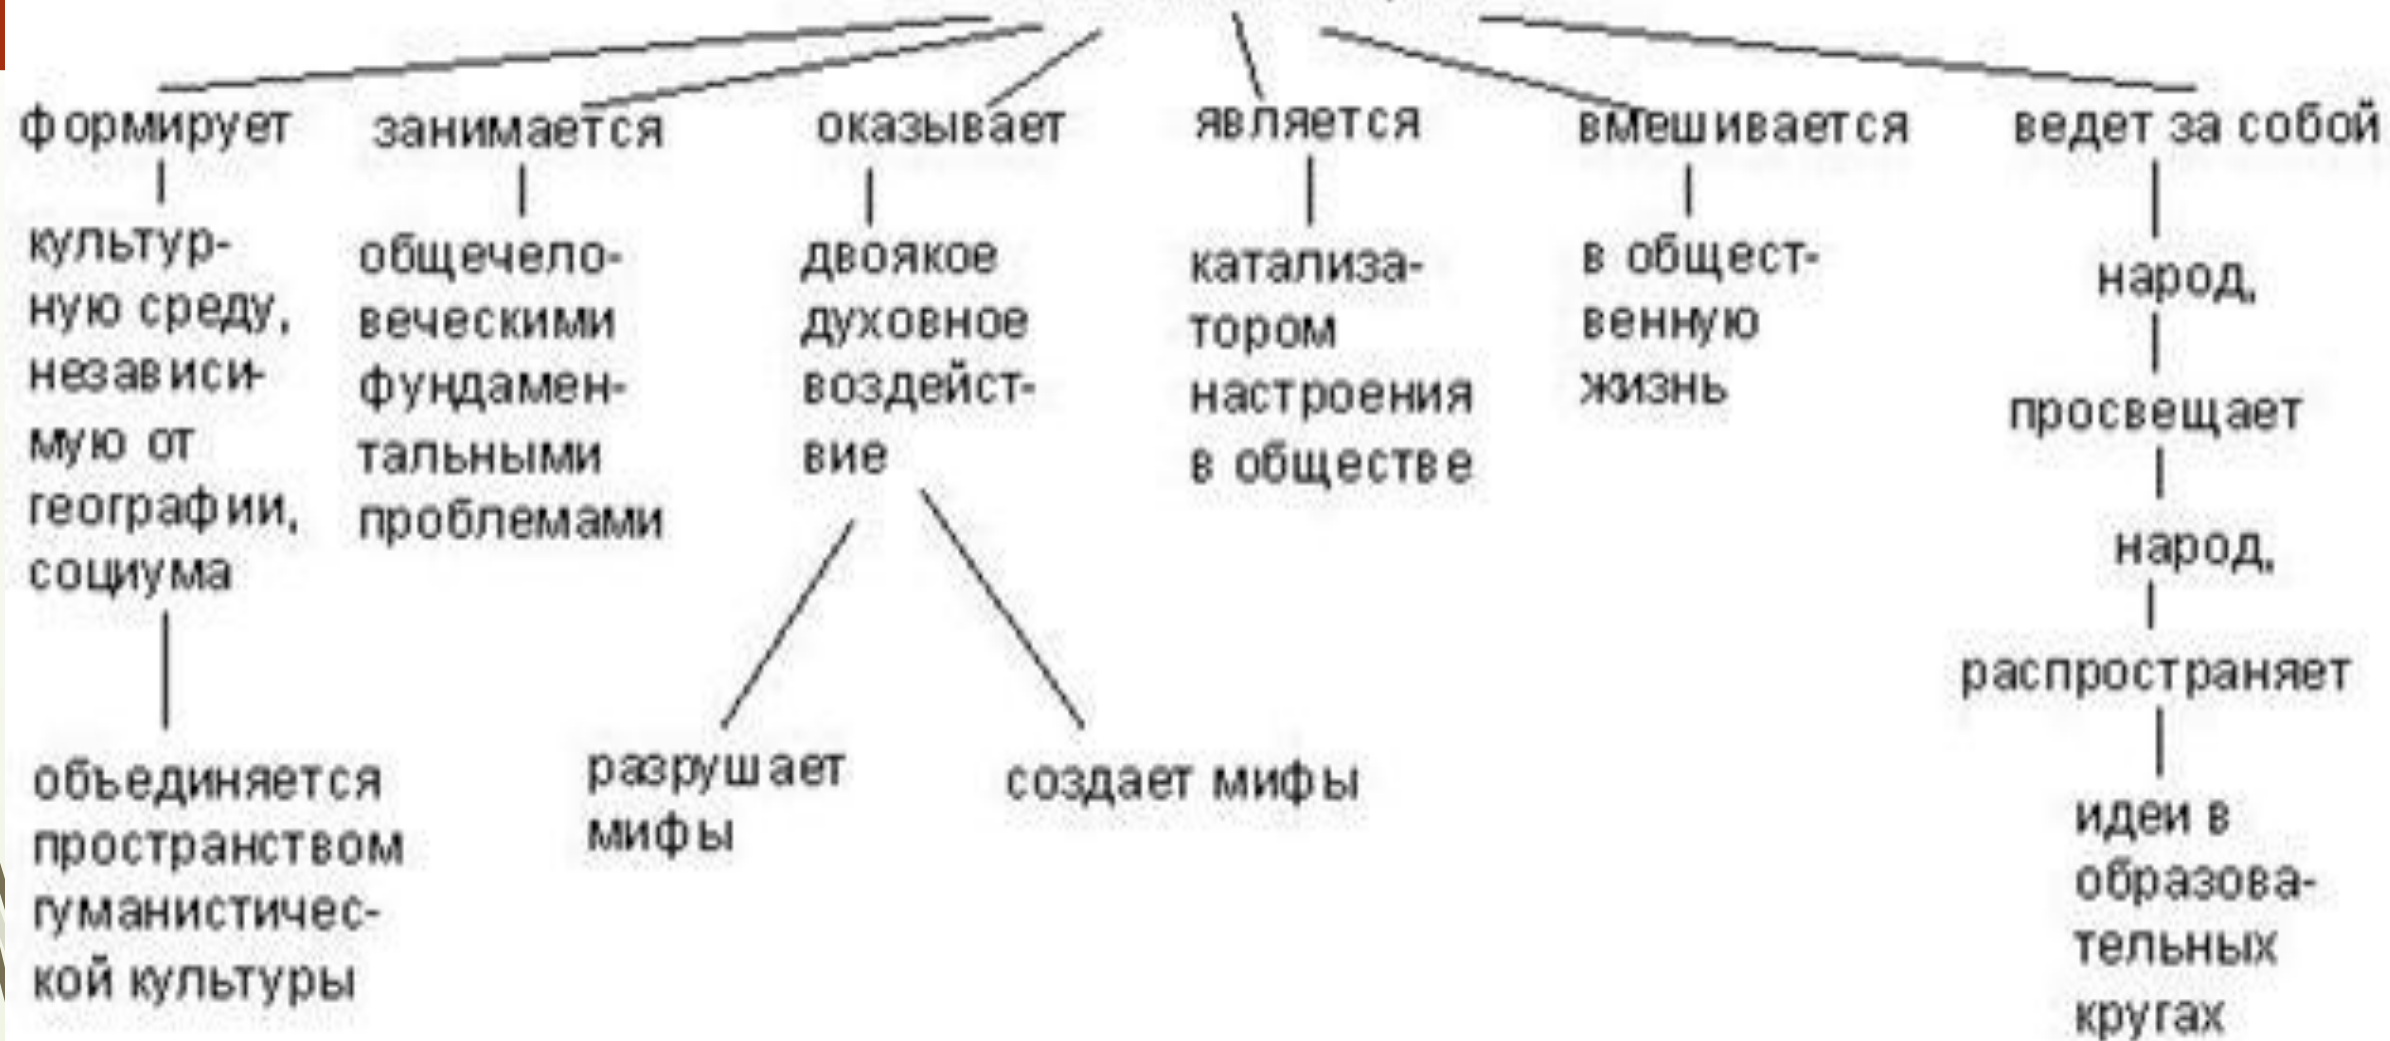 формирует
занимается
оказывает
является
вмешивается
ведет за собой
культур-
ную среду,
независи-
мую от
географии,
социума
объединяется
пространством
гуманистичес-
кой культуры
общечело-
веческими
фундамен-
тальными
проблемами
двоякое
духовное
воздейст-
вие
разрушает
мифы
создает мифы
катализа-
тором
настроения
в обществе
в общест-
венную
жизнь
народ,
просвещает
народ,
распространяет
идеи в
образова-
тельных
кругах